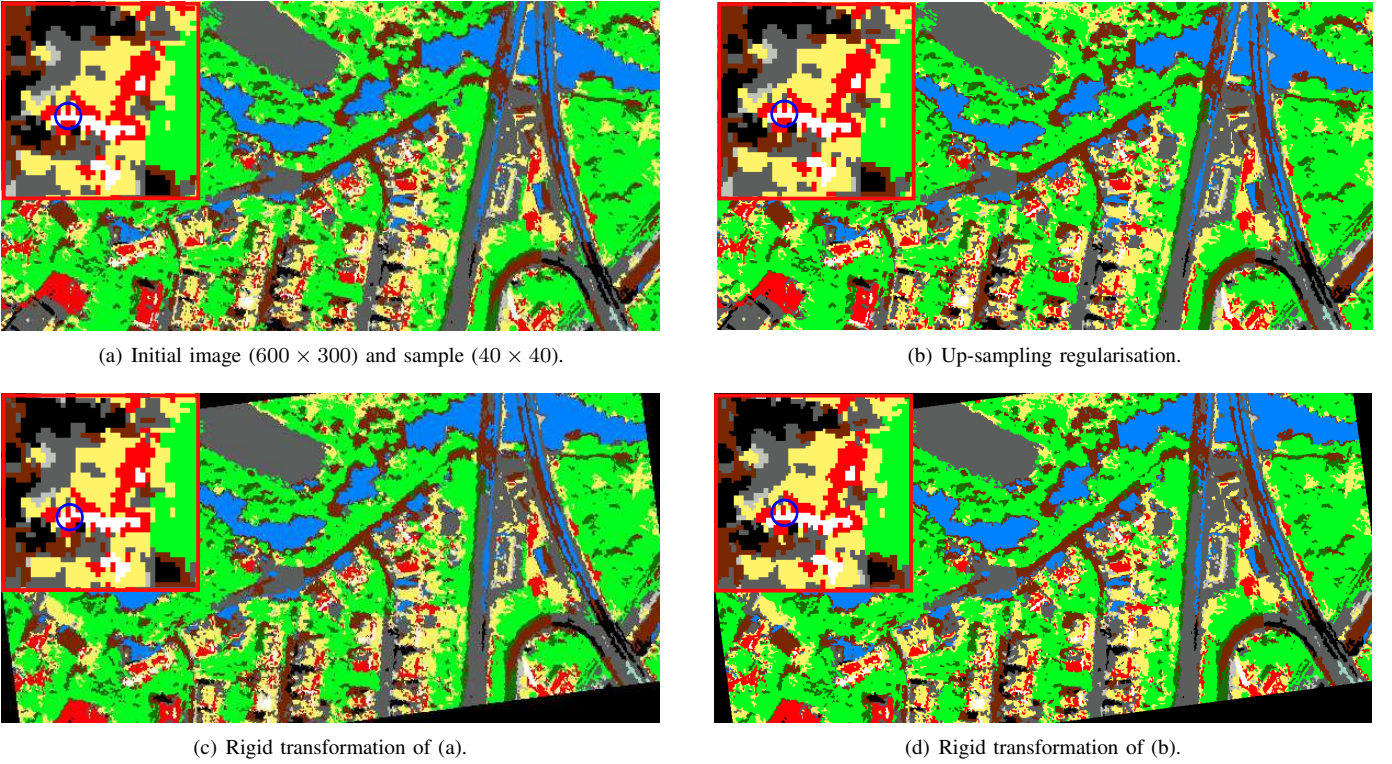 (a) Initial image (600 × 300) and sample (40 × 40).
(b) Up-sampling regularisation.
(c) Rigid transformation of (a).
(d) Rigid transformation of (b).